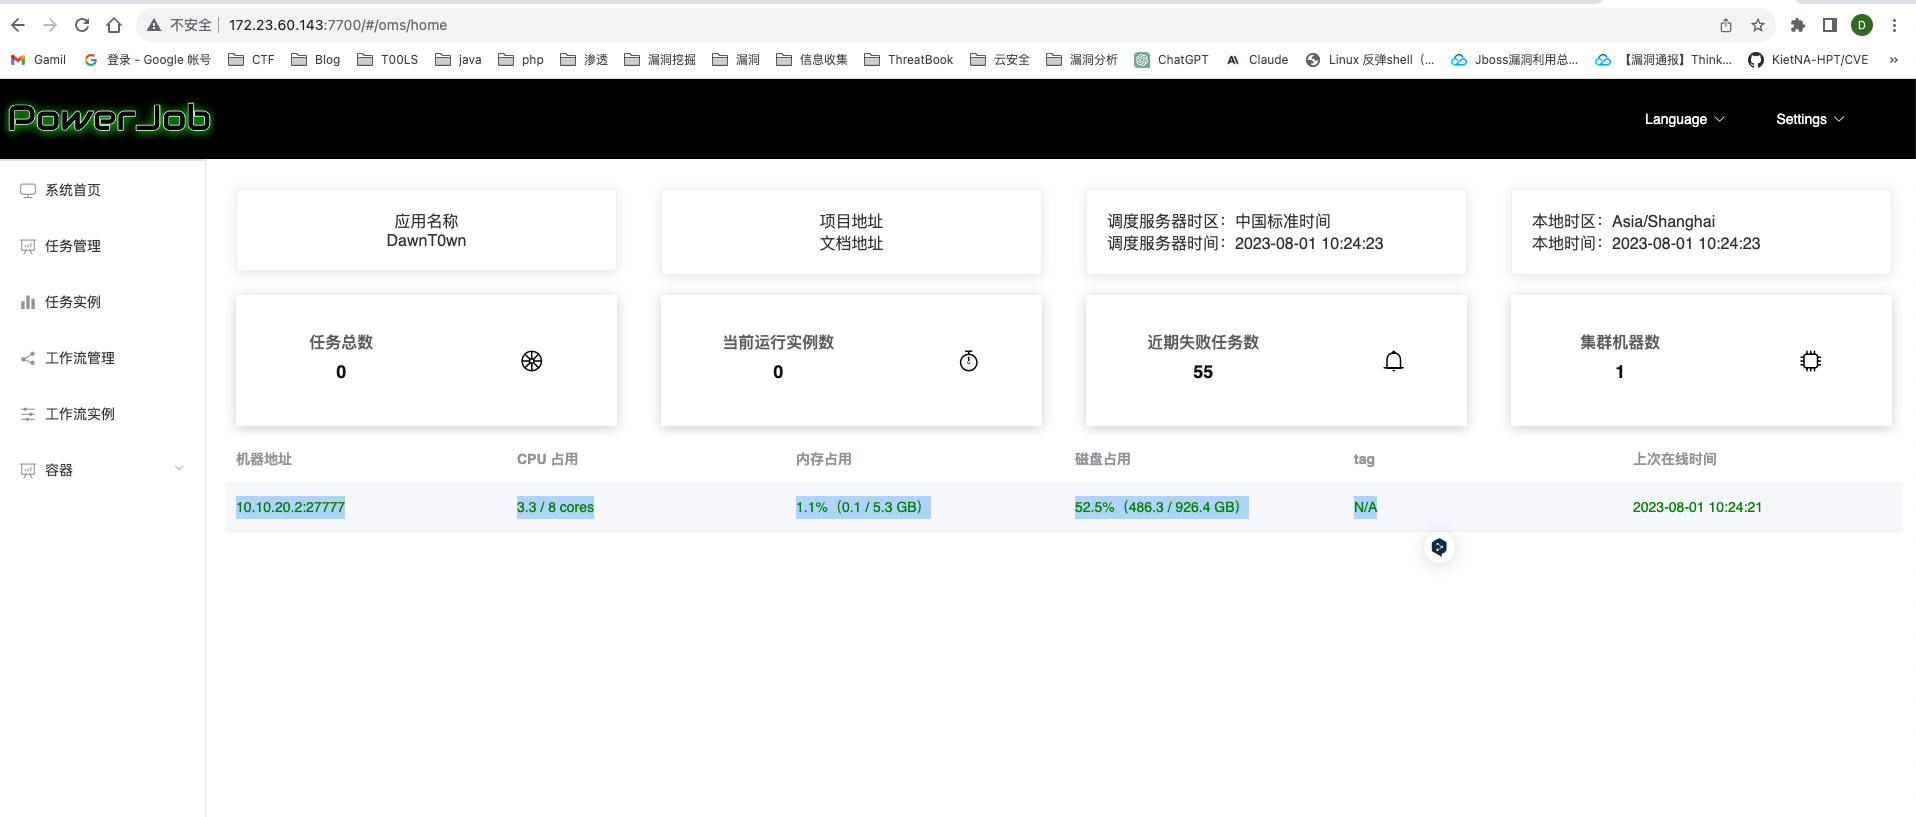 不安全 172.23.60.143:7700/#/oms/home D
Gamil 登录 - Google 帐号 CTF Blog T00LS java php 渗透 漏洞挖掘 漏洞 信息收集 ThreatBook 云安全 漏洞分析 ChatGPT Claude Linux 反弹shell（... Jboss漏洞利用总... 【漏洞通报】Think... KietNA-HPT/CVE »
PowerJob Language Settings
系统首页
任务管理
任务实例
工作流管理
工作流实例
容器
应用名称
DawnT0wn
项目地址
文档地址
调度服务器时区：中国标准时间
调度服务器时间：2023-08-01 10:24:23
本地时区：Asia/Shanghai
本地时间：2023-08-01 10:24:23
任务总数
0
当前运行实例数
0
近期失败任务数
55
集群机器数
1
机器地址 CPU 占用 内存占用 磁盘占用 tag 上次在线时间
10.10.20.2:27777 3.3 / 8 cores 1.1%（0.1 / 5.3 GB） 52.5%（486.3 / 926.4 GB） N/A 2023-08-01 10:24:21